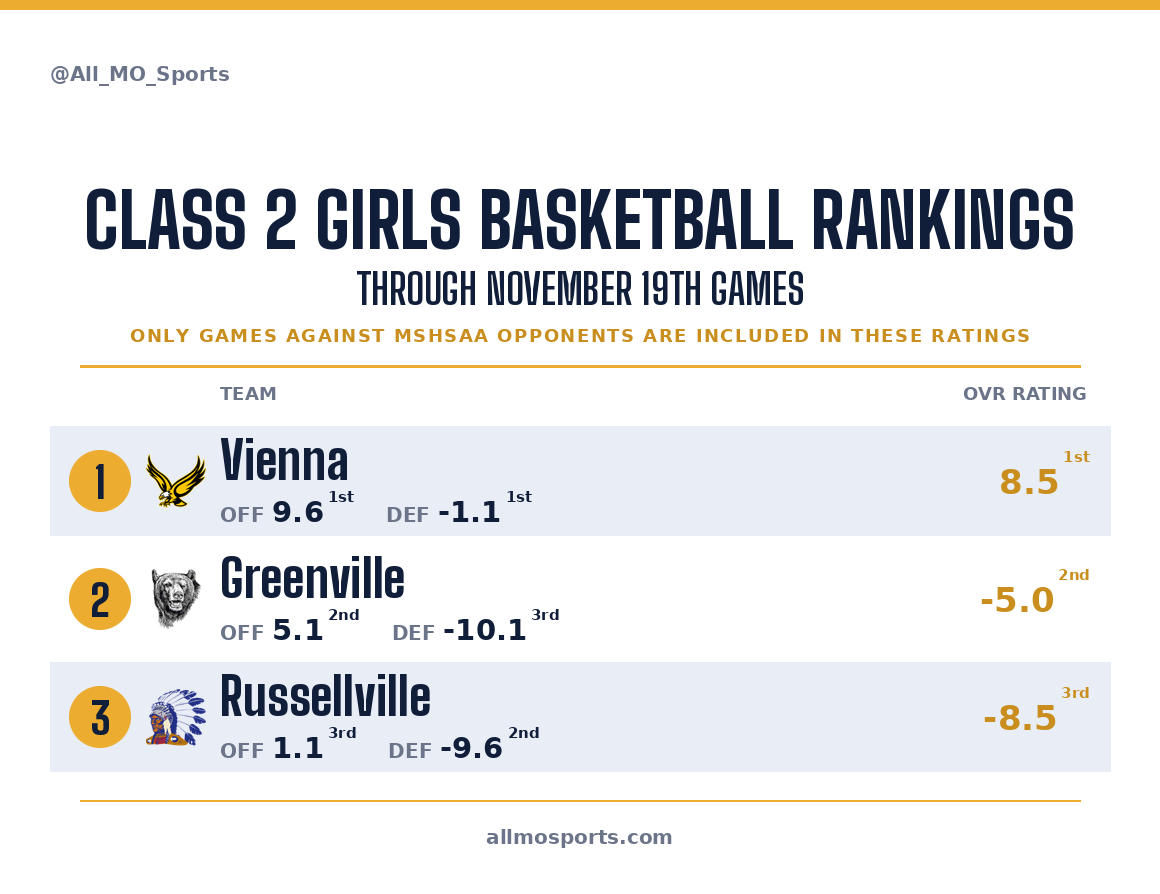 @All_MO_Sports
CLASS 2 GIRLS BASKETBALL RANKINGS
THROUGH NOVEMBER 19TH GAMES
ONLY GAMES AGAINST MSHSAA OPPONENTS ARE INCLUDED IN THESE RATINGS
TEAM OVR RATING
1 Vienna 8.5 1st
OFF 9.6 1st DEF -1.1 1st
2 Greenville -5.0 2nd
OFF 5.1 2nd DEF -10.1 3rd
3 Russellville -8.5 3rd
OFF 1.1 3rd DEF -9.6 2nd
allmosports.com